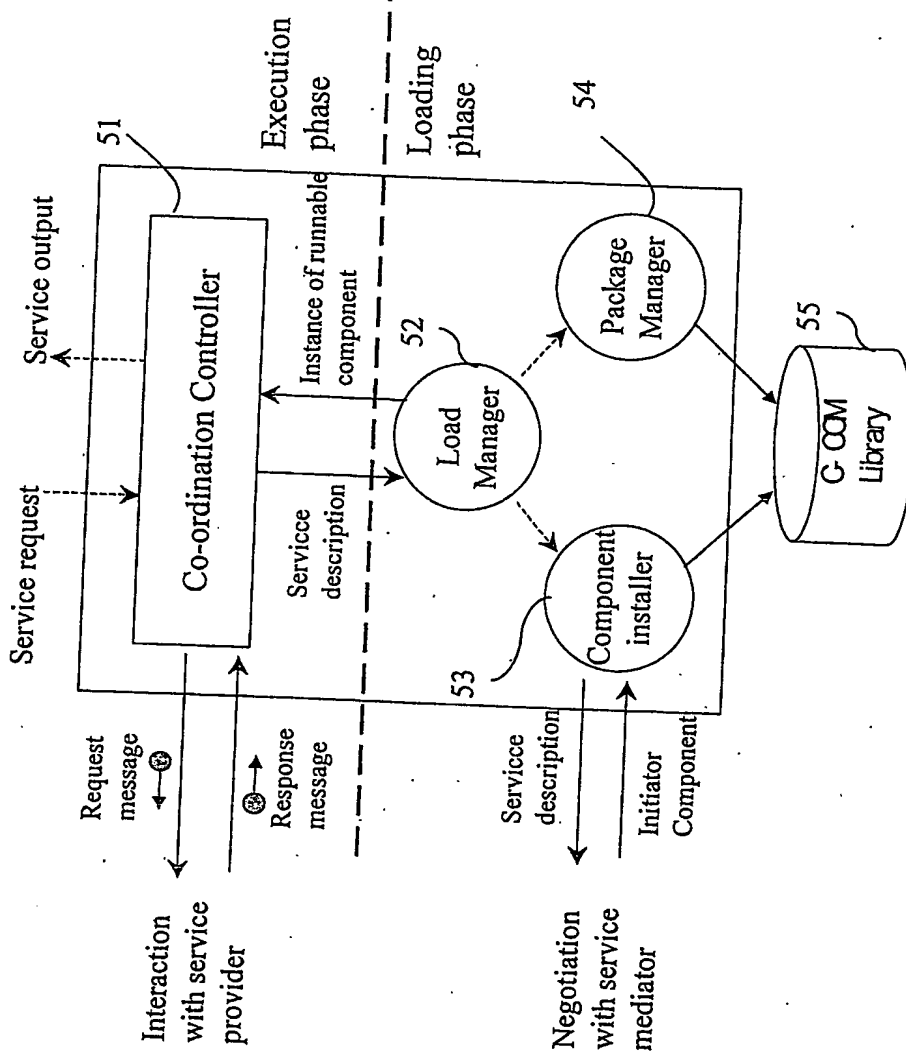 Service request
Service output
51
Co-ordination Controller
Execution
phase
Request
message
Response
message
Interaction
with service
provider
Servicce
description
Instance of runnable
component
Loading
phase
52
Load
Manager
53
Component
installer
54
Package
Manager
Servicce
description
Initiator
Component
Negotiation
with service
mediator
55
C-COM
Library